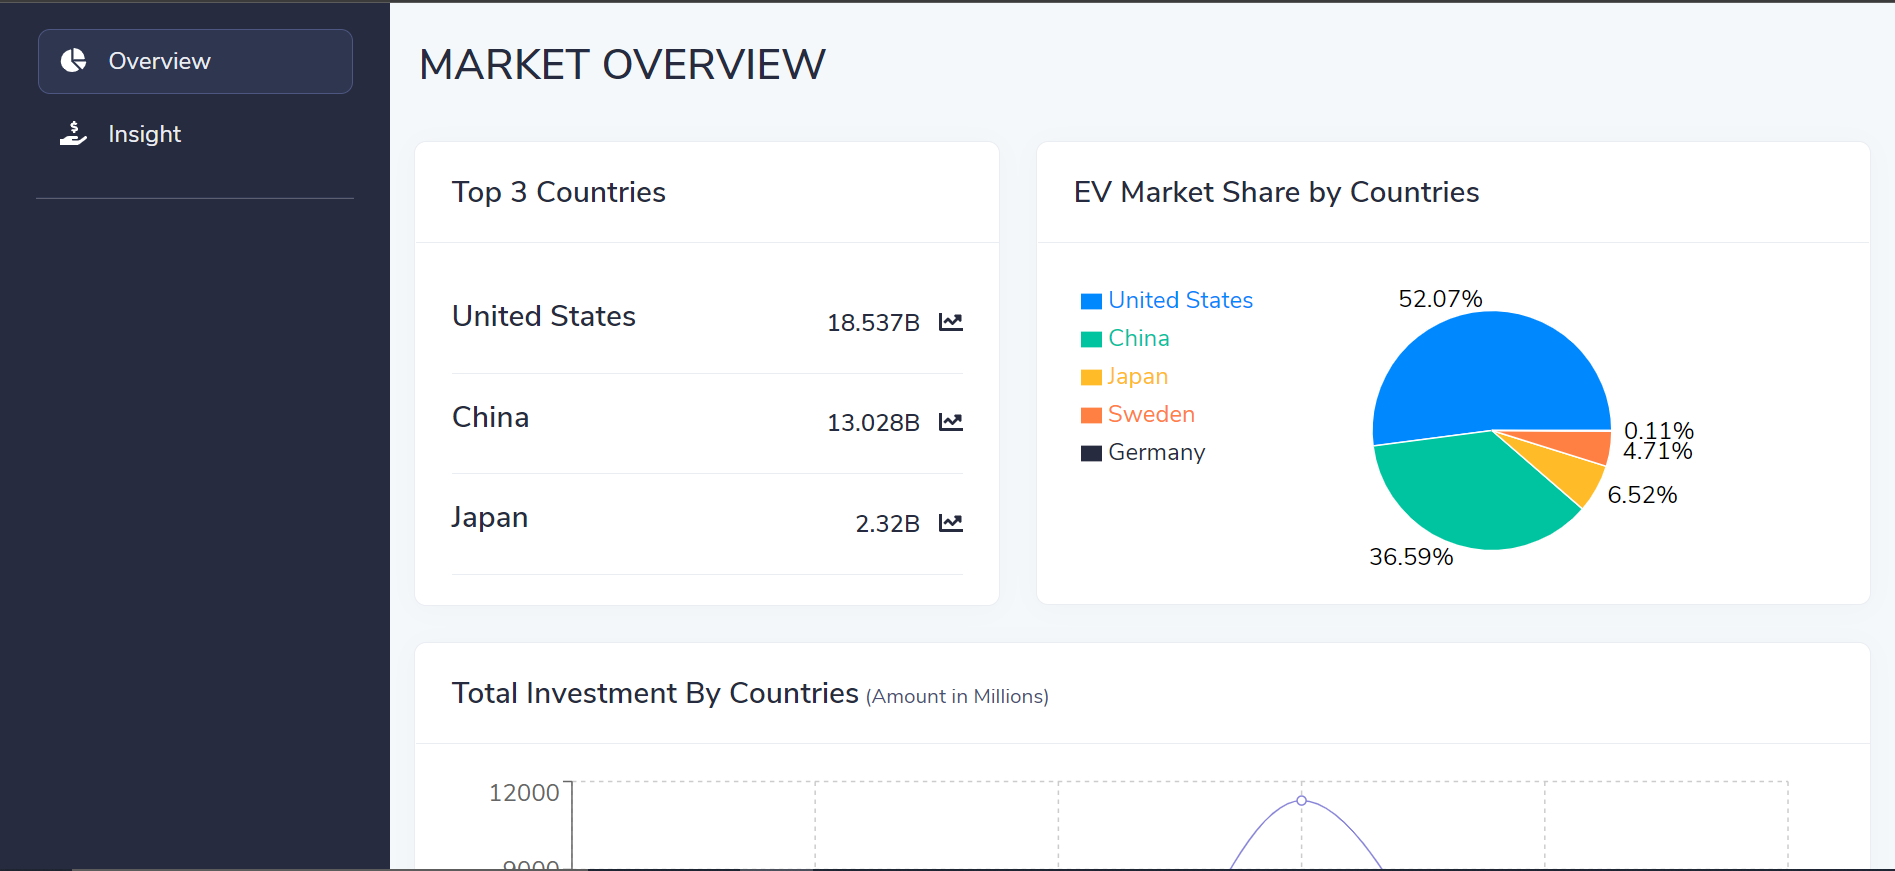 Overview
Insight
MARKET OVERVIEW
Top 3 Countries
United States 18.537B
China 13.028B
Japan 2.32B
EV Market Share by Countries
United States
China
Japan
Sweden
Germany
52.07%
0.11%
4.71%
6.52%
36.59%
Total Investment By Countries (Amount in Millions)
12000
9000